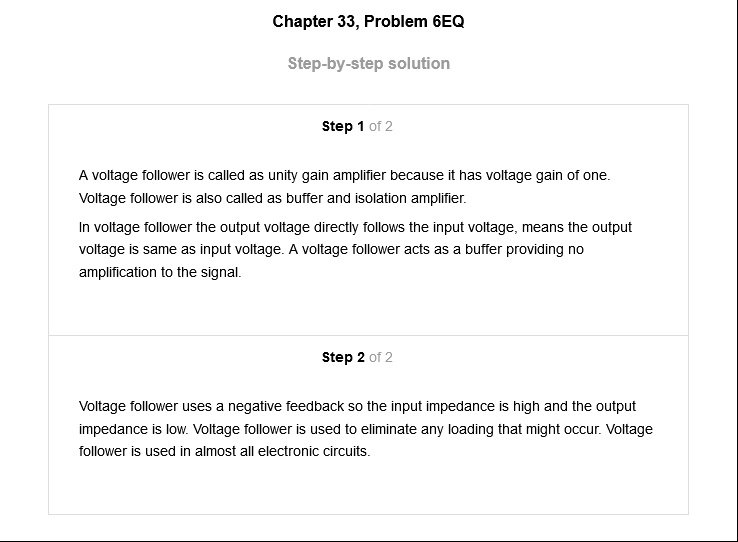 Chapter 33, Problem 6EQ
Step-by-step solution
Step 1 of 2
A voltage follower is called as unity gain amplifier because it has voltage gain of one.
Voltage follower is also called as buffer and isolation amplifier.
In voltage follower the output voltage directly follows the input voltage, means the output
voltage is same as input voltage. A voltage follower acts as a buffer providing no
amplification to the signal.
Step 2 of 2
Voltage follower uses a negative feedback so the input impedance is high and the output
impedance is low. Voltage follower is used to eliminate any loading that might occur. Voltage
follower is used in almost all electronic circuits.